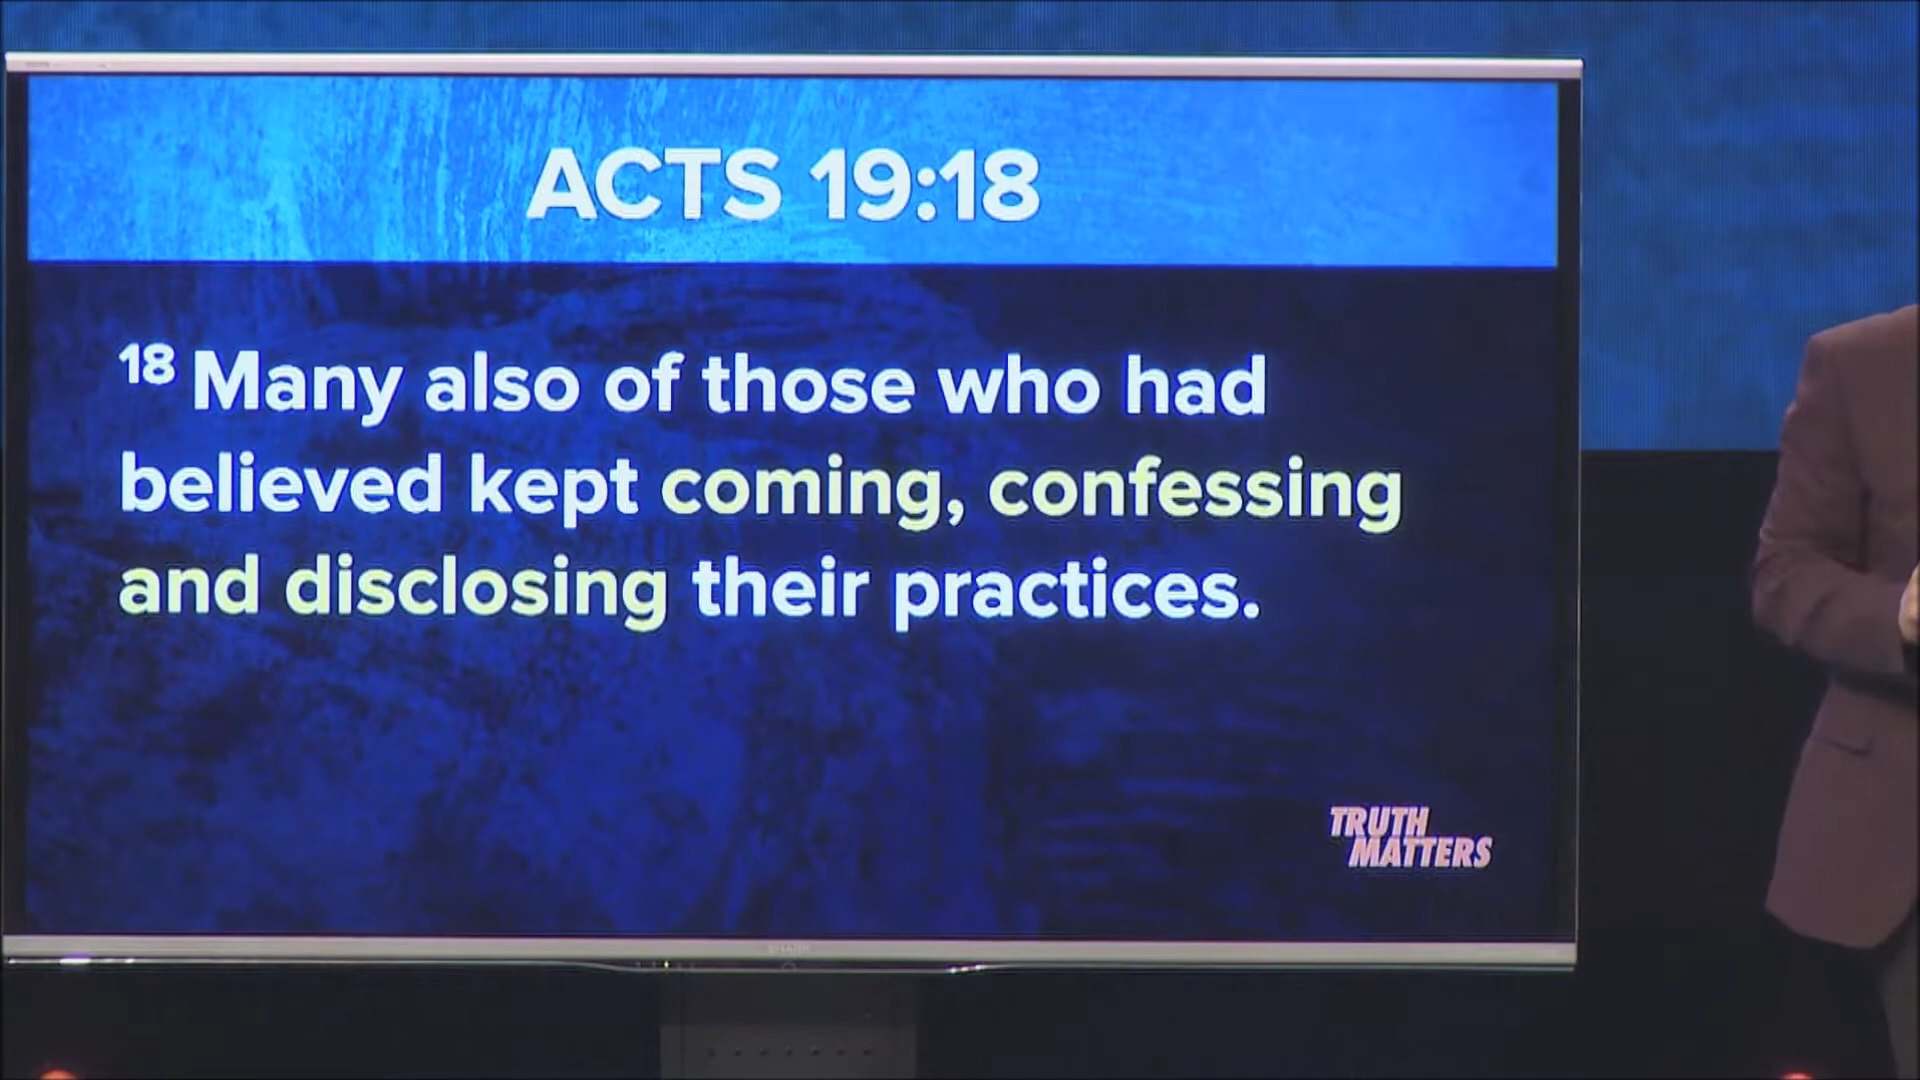 ACTS 19:18
18 Many also of those who had
believed kept coming, confessing
and disclosing their practices.
TRUTH
MATTERS
SHARP